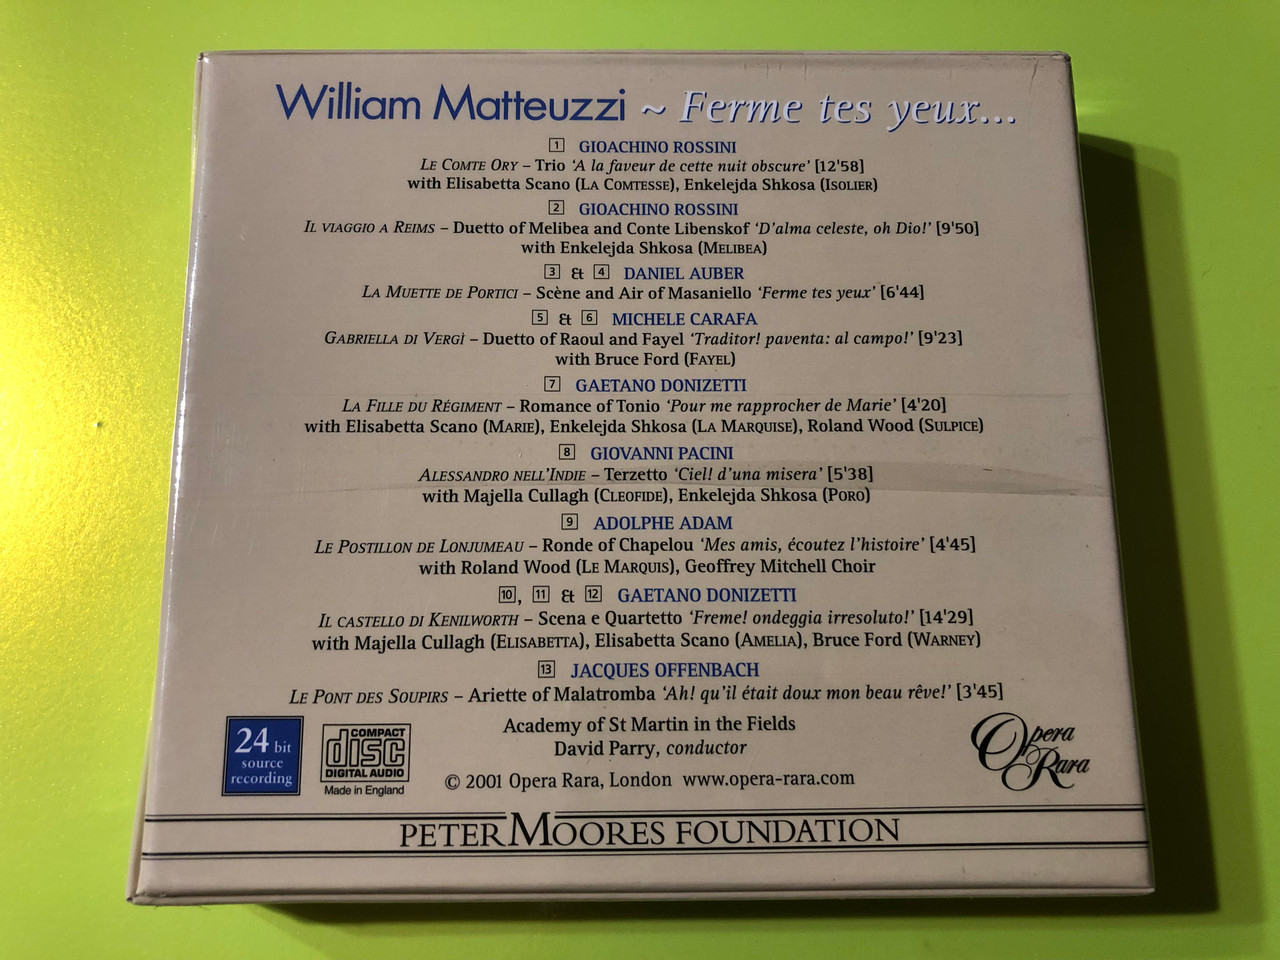 William Matteuzzi ~ Ferme tes yeux...
1 GIOACHINO ROSSINI
LE COMTE ORY – Trio ‘A la faveur de cette nuit obscure’ [12'58]
with Elisabetta Scano (LA COMTESSE), Enkelejda Shkosa (ISOLIER)
2 GIOACHINO ROSSINI
IL VIAGGIO A REIMS – Duetto of Melibea and Conte Libenskof ‘D’alma celeste, oh Dio!’ [9'50]
with Enkelejda Shkosa (MELIBEA)
3 & 4 DANIEL AUBER
LA MUETTE DE PORTICI – Scène and Air of Masaniello ‘Ferme tes yeux’ [6'44]
5 & 6 MICHELE CARAFA
GABRIELLA DI VERGÌ – Duetto of Raoul and Fayel ‘Traditor! paventa: al campo!’ [9'23]
with Bruce Ford (FAYEL)
7 GAETANO DONIZETTI
LA FILLE DU RÉGIMENT – Romance of Tonio ‘Pour me rapprocher de Marie’ [4'20]
with Elisabetta Scano (MARIE), Enkelejda Shkosa (LA MARQUISE), Roland Wood (SULPICE)
8 GIOVANNI PACINI
ALESSANDRO NELL’INDIE – Terzetto ‘Ciel! d’una misera’ [5'38]
with Majella Cullagh (CLEOFIDE), Enkelejda Shkosa (PORO)
9 ADOLPHE ADAM
LE POSTILLON DE LONJUMEAU – Ronde of Chapelou ‘Mes amis, écoutez l’histoire’ [4'45]
with Roland Wood (LE MARQUIS), Geoffrey Mitchell Choir
10, 11 & 12 GAETANO DONIZETTI
IL CASTELLO DI KENILWORTH – Scena e Quartetto ‘Freme! ondeggia irresoluto!’ [14'29]
with Majella Cullagh (ELISABETTA), Elisabetta Scano (AMELIA), Bruce Ford (WARNEY)
13 JACQUES OFFENBACH
LE PONT DES SOUPIRS – Ariette of Malatromba ‘Ah! qu’il était doux mon beau rêve!’ [3'45]
24 bit
source
recording
COMPACT
disc
DIGITAL AUDIO
Made in England
Academy of St Martin in the Fields
David Parry, conductor
© 2001 Opera Rara, London www.opera-rara.com
Opera
Rara
PETER MOORES FOUNDATION